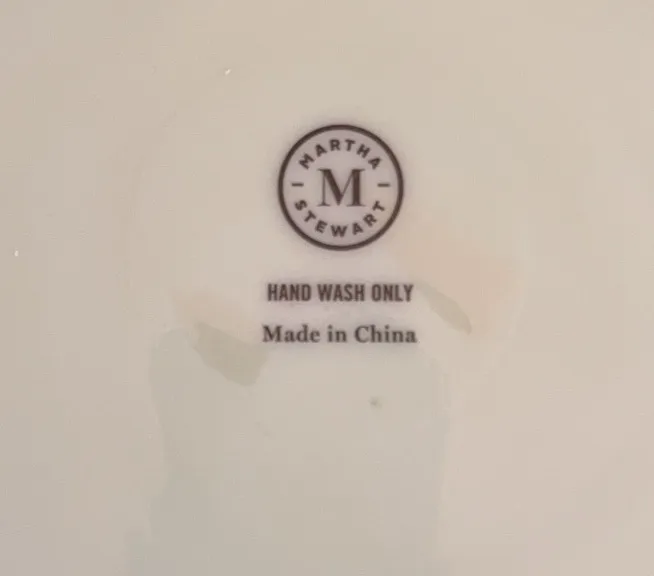 MARTHA
M
STEWART
HAND WASH ONLY
Made in China